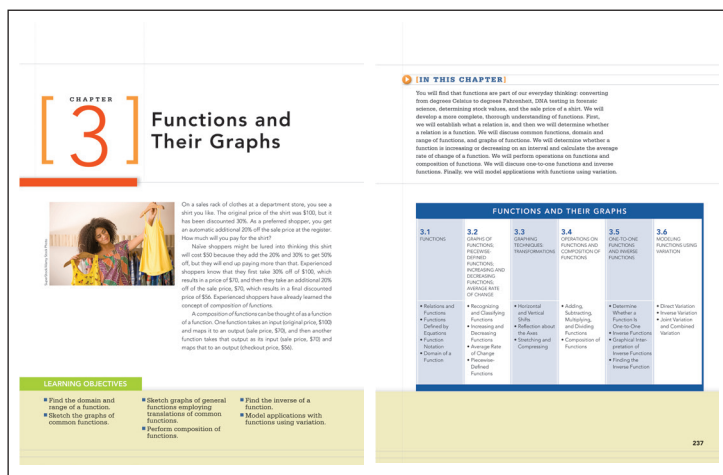 CHAPTER
3
Functions and
Their Graphs
On a sales rack of clothes at a department store, you see a
shirt you like. The original price of the shirt was $100, but it
has been discounted 30%. As a preferred shopper, you get
an automatic additional 20% off the sale price at the register.
How much will you pay for the shirt?
Naïve shoppers might be lured into thinking this shirt
will cost $50 because they add the 20% and 30% to get 50%
off, but they will end up paying more than that. Experienced
shoppers know that they first take 30% off of $100, which
results in a price of $70, and then they take an additional 20%
off of the sale price, $70, which results in a final discounted
price of $56. Experienced shoppers have already learned the
concept of composition of functions.
A composition of functions can be thought of as a function
of a function. One function takes an input (original price, $100)
and maps it to an output (sale price, $70), and then another
function takes that output as its input (sale price, $70) and
maps that to an output (checkout price, $56).
LEARNING OBJECTIVES
■ Find the domain and
range of a function.
■ Sketch the graphs of
common functions.
■ Sketch graphs of general
functions employing
translations of common
functions.
■ Perform composition of
functions.
■ Find the inverse of a
function.
■ Model applications with
functions using variation.
[IN THIS CHAPTER]
You will find that functions are part of our everyday thinking: converting
from degrees Celsius to degrees Fahrenheit, DNA testing in forensic
science, determining stock values, and the sale price of a shirt. We will
develop a more complete, thorough understanding of functions. First,
we will establish what a relation is, and then we will determine whether
a relation is a function. We will discuss common functions, domain and
range of functions, and graphs of functions. We will determine whether a
function is increasing or decreasing on an interval and calculate the average
rate of change of a function. We will perform operations on functions and
composition of functions. We will discuss one-to-one functions and inverse
functions. Finally, we will model applications with functions using variation.
FUNCTIONS AND THEIR GRAPHS
3.1
FUNCTIONS
3.2
GRAPHS OF
FUNCTIONS;
PIECEWISE-
DEFINED
FUNCTIONS;
INCREASING AND
DECREASING
FUNCTIONS;
AVERAGE RATE
OF CHANGE
3.3
GRAPHING
TECHNIQUES:
TRANSFORMATIONS
3.4
OPERATIONS ON
FUNCTIONS AND
COMPOSITION OF
FUNCTIONS
3.5
ONE-TO-ONE
FUNCTIONS
AND INVERSE
FUNCTIONS
3.6
MODELING
FUNCTIONS USING
VARIATION
• Relations and
Functions
• Functions
Defined by
Equations
• Function
Notation
• Domain of a
Function
• Recognizing
and Classifying
Functions
• Increasing and
Decreasing
Functions
• Average Rate
of Change
• Piecewise-
Defined
Functions
• Horizontal
and Vertical
Shifts
• Reflection about
the Axes
• Stretching and
Compressing
• Adding,
Subtracting,
Multiplying,
and Dividing
Functions
• Composition of
Functions
• Determine
Whether a
Function Is
One-to-One
• Inverse Functions
• Graphical Inter-
pretation of
Inverse Functions
• Finding the
Inverse Function
• Direct Variation
• Inverse Variation
• Joint Variation
and Combined
Variation
237